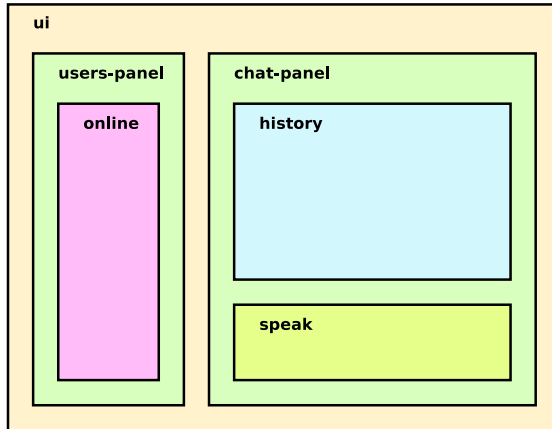 ui
users-panel
online
chat-panel
history
speak